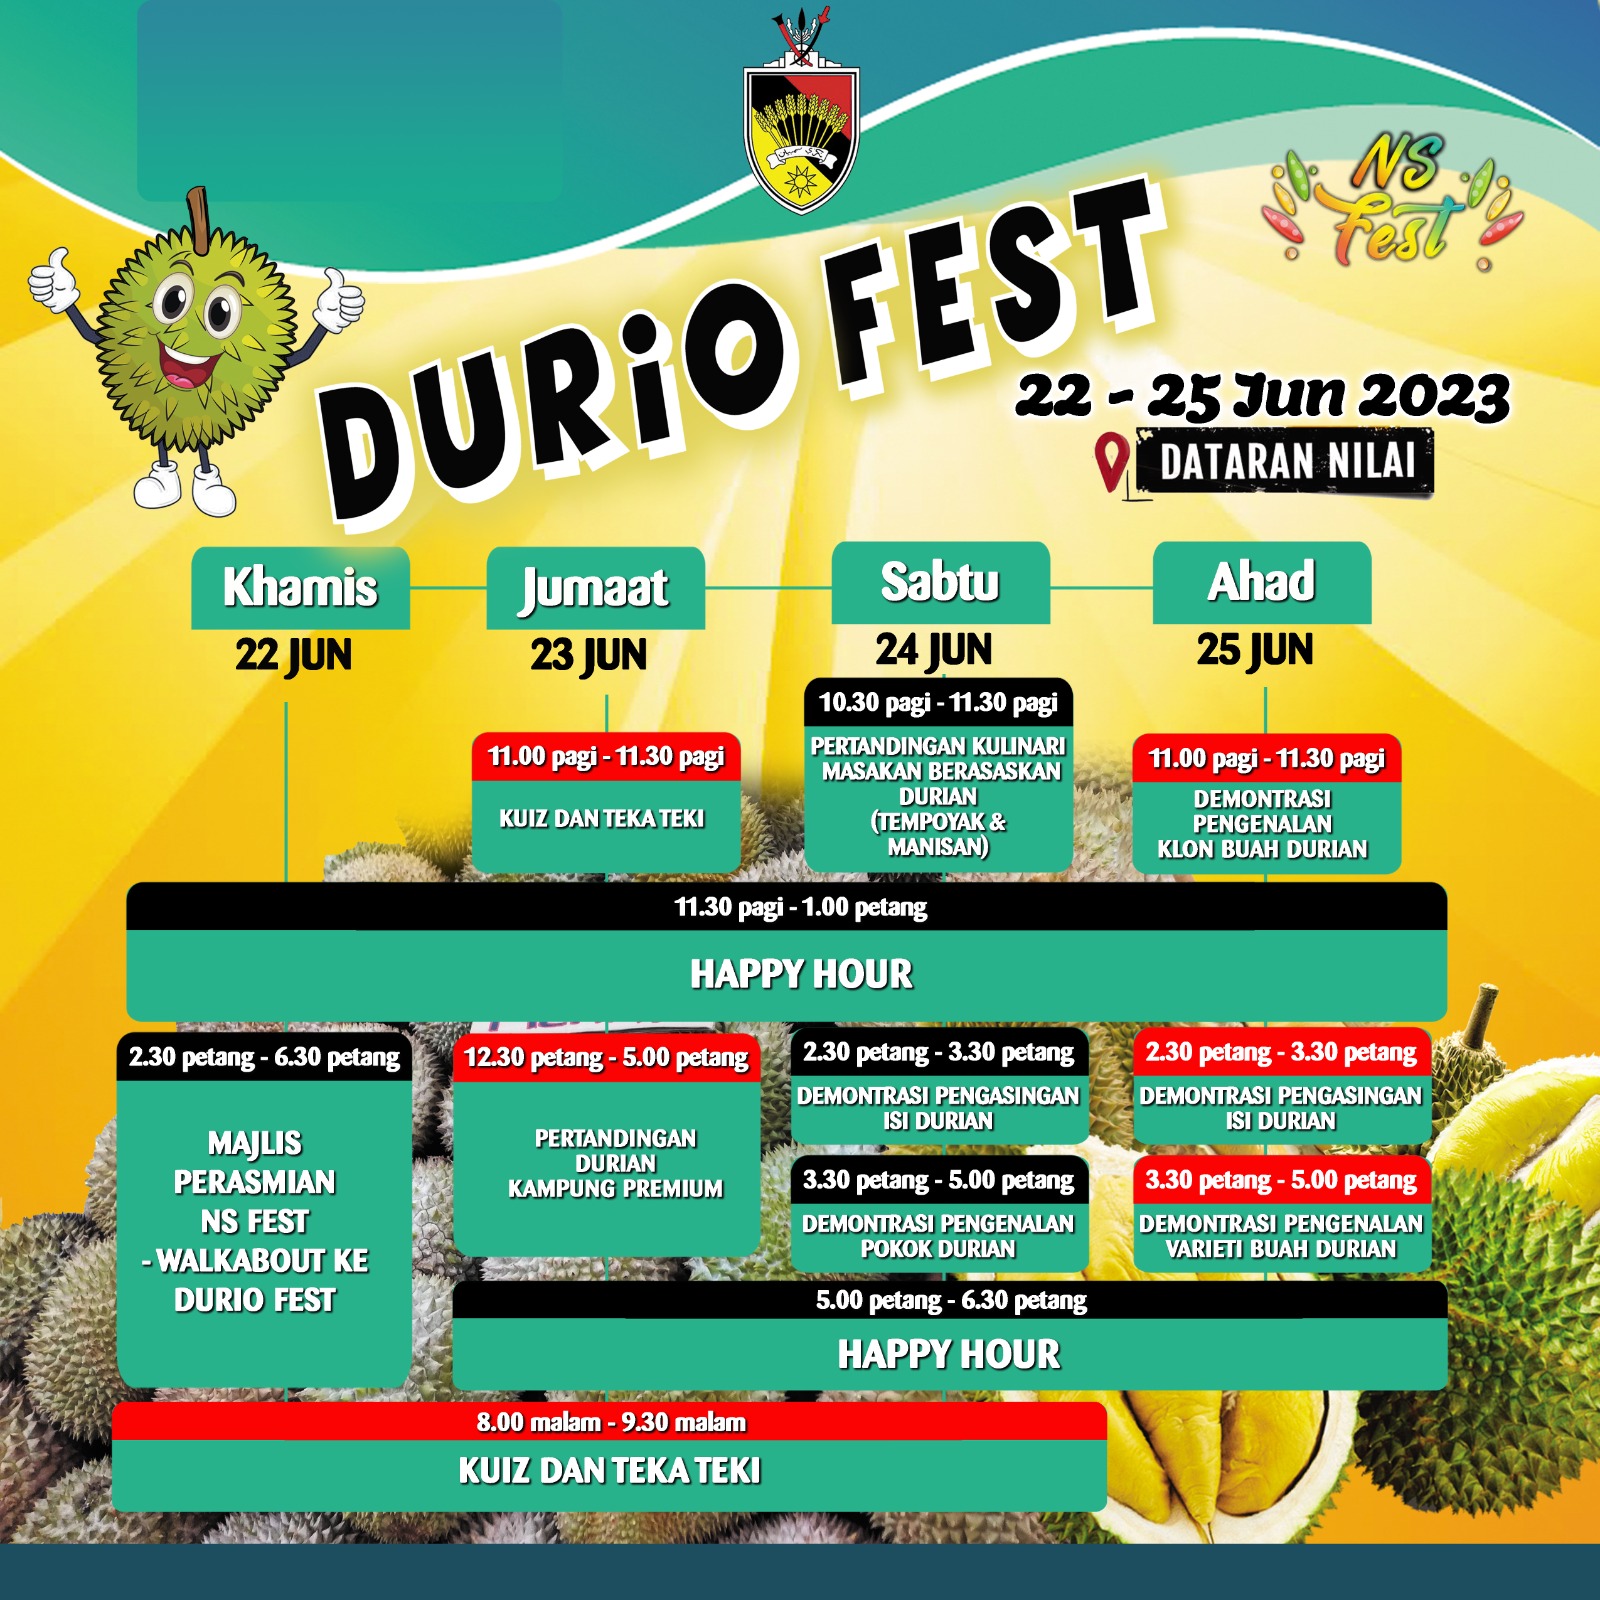 NS
Fest
DURiO FEST
22 - 25 Jun 2023
DATARAN NILAI
Khamis
22 JUN
Jumaat
23 JUN
Sabtu
24 JUN
Ahad
25 JUN
11.00 pagi - 11.30 pagi
KUIZ DAN TEKA TEKI
10.30 pagi - 11.30 pagi
PERTANDINGAN KULINARI
MASAKAN BERASASKAN
DURIAN
(TEMPOYAK &
MANISAN)
11.00 pagi - 11.30 pagi
DEMONTRASI
PENGENALAN
KLON BUAH DURIAN
11.30 pagi - 1.00 petang
HAPPY HOUR
2.30 petang - 6.30 petang
MAJLIS
PERASMIAN
NS FEST
- WALKABOUT KE
DURIO FEST
12.30 petang - 5.00 petang
PERTANDINGAN
DURIAN
KAMPUNG PREMIUM
2.30 petang - 3.30 petang
DEMONTRASI PENGASINGAN
ISI DURIAN
3.30 petang - 5.00 petang
DEMONTRASI PENGENALAN
POKOK DURIAN
2.30 petang - 3.30 petang
DEMONTRASI PENGASINGAN
ISI DURIAN
3.30 petang - 5.00 petang
DEMONTRASI PENGENALAN
VARIETI BUAH DURIAN
5.00 petang - 6.30 petang
HAPPY HOUR
8.00 malam - 9.30 malam
KUIZ DAN TEKA TEKI